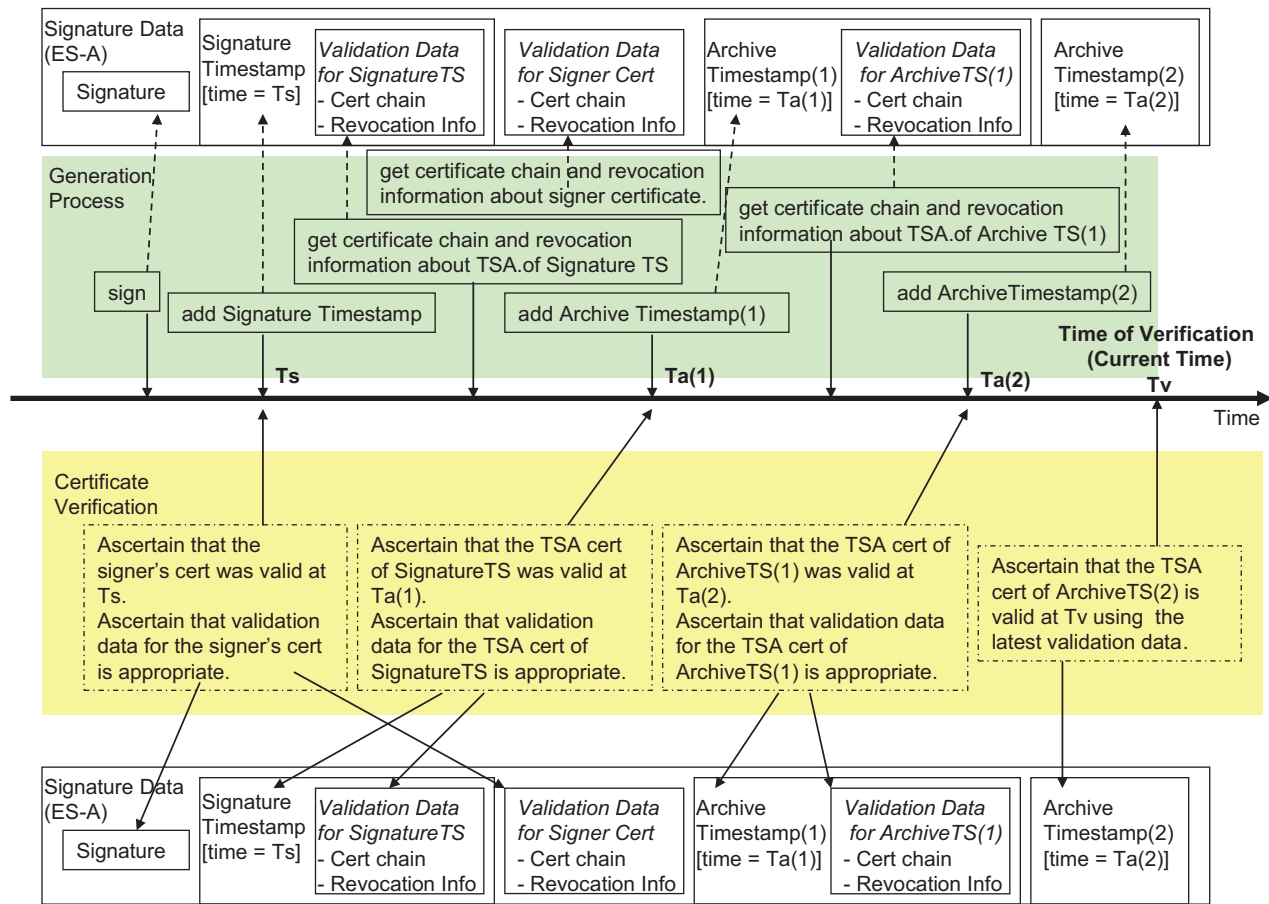 Signature Data
(ES-A)
Signature
Signature
Timestamp
[time = Ts]
Validation Data
for SignatureTS
- Cert chain
- Revocation Info
Validation Data
for Signer Cert
- Cert chain
- Revocation Info
Archive
Timestamp(1)
[time = Ta(1)]
Validation Data
for ArchiveTS(1)
- Cert chain
- Revocation Info
Archive
Timestamp(2)
[time = Ta(2)]
Generation
Process
get certificate chain and revocation
information about signer certificate.
get certificate chain and revocation
information about TSA.of Archive TS(1)
get certificate chain and revocation
information about TSA.of Signature TS
sign
add Signature Timestamp
add Archive Timestamp(1)
add ArchiveTimestamp(2)
Time of Verification
(Current Time)
Ts
Ta(1)
Ta(2)
Tv
Time
Certificate
Verification
Ascertain that the
signer's cert was valid at
Ts.
Ascertain that validation
data for the signer's cert
is appropriate.
Ascertain that the TSA cert
of SignatureTS was valid at
Ta(1).
Ascertain that validation
data for the TSA cert of
SignatureTS is appropriate.
Ascertain that the TSA cert of
ArchiveTS(1) was valid at
Ta(2).
Ascertain that validation data
for the TSA cert of
ArchiveTS(1) is appropriate.
Ascertain that the TSA
cert of ArchiveTS(2) is
valid at Tv using the
latest validation data.
Signature Data
(ES-A)
Signature
Signature
Timestamp
[time = Ts]
Validation Data
for SignatureTS
- Cert chain
- Revocation Info
Validation Data
for Signer Cert
- Cert chain
- Revocation Info
Archive
Timestamp(1)
[time = Ta(1)]
Validation Data
for ArchiveTS(1)
- Cert chain
- Revocation Info
Archive
Timestamp(2)
[time = Ta(2)]